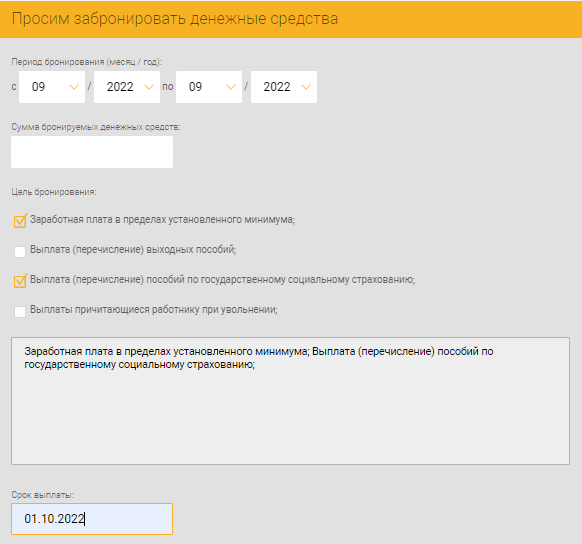 Просим забронировать денежные средства
Период бронирования (месяц / год):
с 09 / 2022 по 09 / 2022
Сумма бронируемых денежных средств:
Цель бронирования:
Заработная плата в пределах установленного минимума;
Выплата (перечисление) выходных пособий;
Выплата (перечисление) пособий по государственному социальному страхованию;
Выплаты причитающиеся работнику при увольнении;
Заработная плата в пределах установленного минимума; Выплата (перечисление) пособий по
государственному социальному страхованию;
Срок выплаты:
01.10.2022